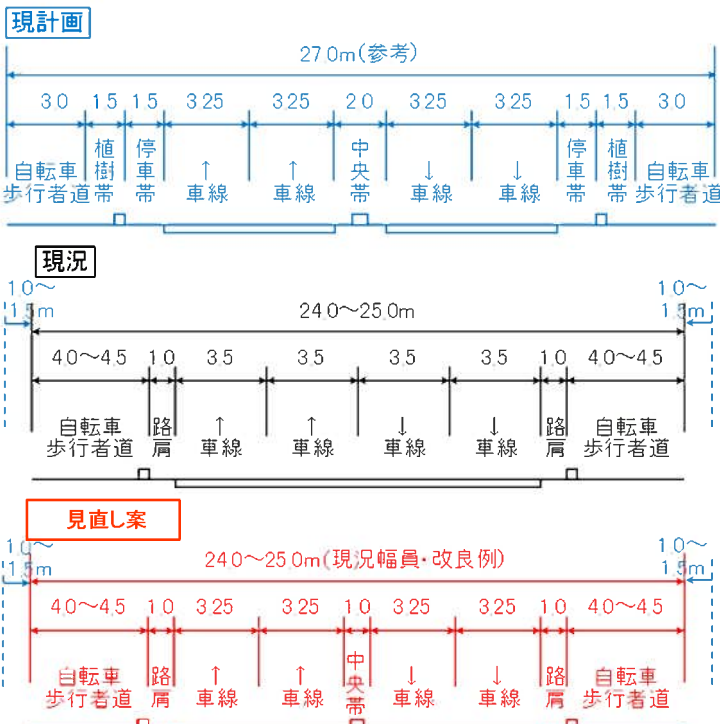 現計画
27.0m(参考)
3.0 1.5 1.5 3.25 3.25 2.0 3.25 3.25 1.5 1.5 3.0
自転車歩行者道 植樹帯 停車帯 ↑車線 ↑車線 中央帯 ↓車線 ↓車線 停車帯 植樹帯 自転車歩行者道
現況
1.0～1.5m 1.0～1.5m
24.0～25.0m
4.0～4.5 1.0 3.5 3.5 3.5 3.5 1.0 4.0～4.5
自転車歩行者道 路肩 ↑車線 ↑車線 ↓車線 ↓車線 路肩 自転車歩行者道
見直し案
1.0～1.5m 1.0～1.5m
24.0～25.0m(現況幅員・改良例)
4.0～4.5 1.0 3.25 3.25 1.0 3.25 3.25 1.0 4.0～4.5
自転車歩行者道 路肩 ↑車線 ↑車線 中央帯 ↓車線 ↓車線 路肩 自転車歩行者道